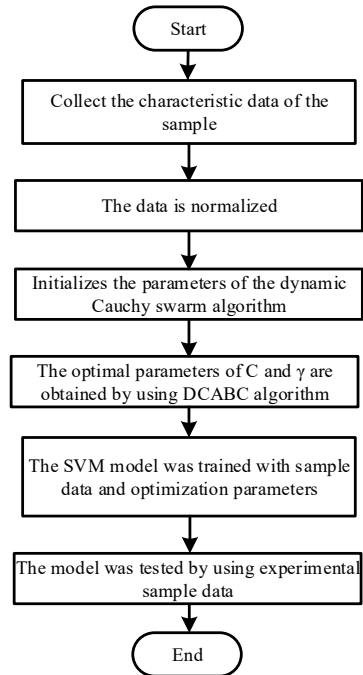 Start
Collect the characteristic data of the
sample
The data is normalized
Initializes the parameters of the dynamic
Cauchy swarm algorithm
The optimal parameters of C and γ are
obtained by using DCABC algorithm
The SVM model was trained with sample
data and optimization parameters
The model was tested by using experimental
sample data
End